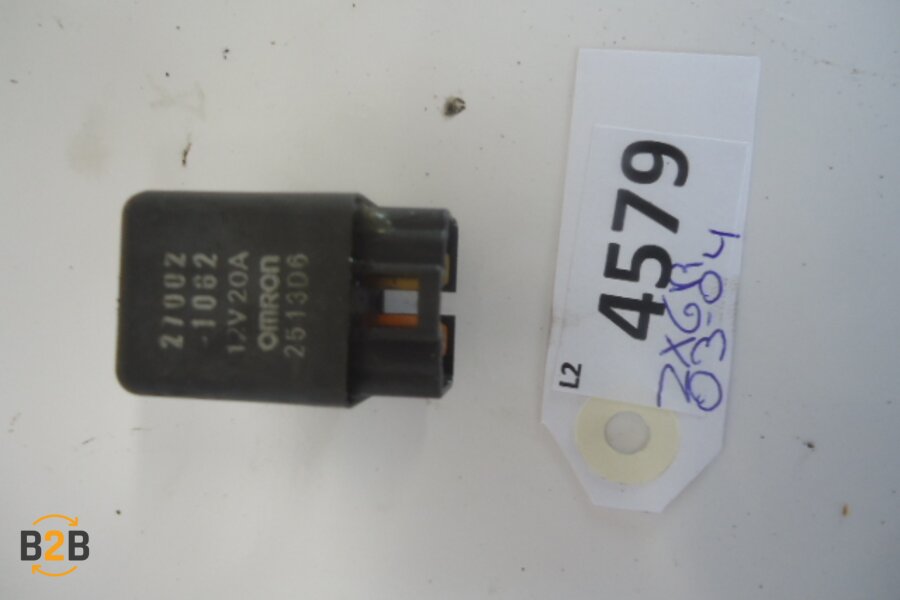 27002
-1062
12V20A
OMRON
2513D6
L2
4579
ZX6R
03-04
B2B